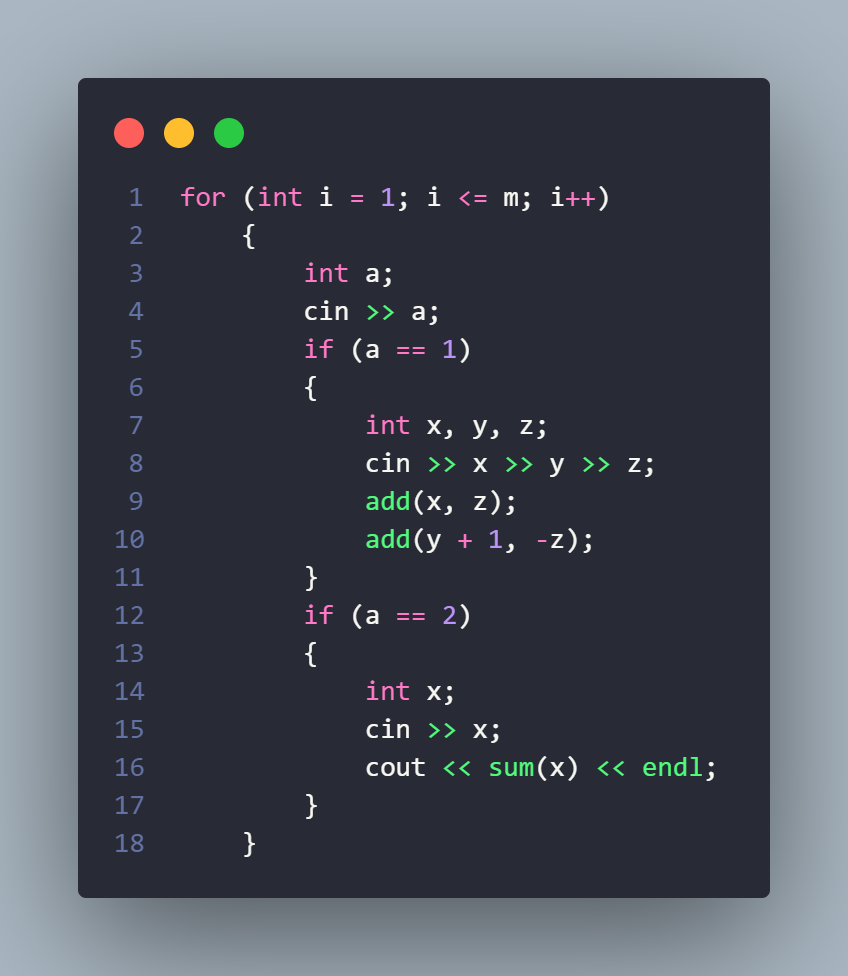 1 for (int i = 1; i <= m; i++)
2     {
3         int a;
4         cin >> a;
5         if (a == 1)
6         {
7             int x, y, z;
8             cin >> x >> y >> z;
9             add(x, z);
10             add(y + 1, -z);
11         }
12         if (a == 2)
13         {
14             int x;
15             cin >> x;
16             cout << sum(x) << endl;
17         }
18     }